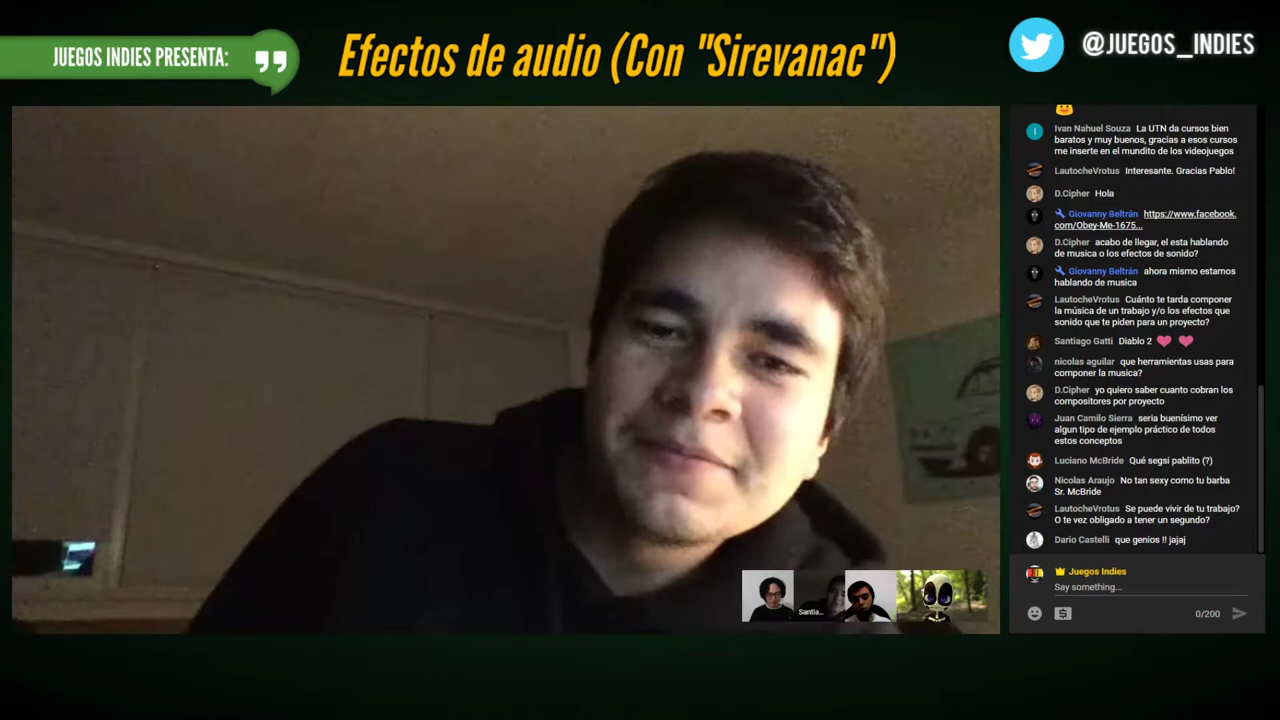 JUEGOS INDIES PRESENTA:
Efectos de audio (Con "Sirevanac")
@JUEGOS_INDIES
Ivan Nahuel Souza La UTN da cursos bien
baratos y muy buenos, gracias a esos cursos
me inserte en el mundito de los videojuegos
LautocheVrotus Interesante. Gracias Pablo!
D.Cipher Hola
Giovanny Beltrán https://www.facebook.
com/Obey-Me-1675...
D.Cipher acabo de llegar, el esta hablando
de musica o los efectos de sonido?
Giovanny Beltrán ahora mismo estamos
hablando de musica
LautocheVrotus Cuánto te tarda componer
la música de un trabajo y/o los efectos que
sonido que te piden para un proyecto?
Santiago Gatti Diablo 2
nicolas aguilar que herramientas usas para
componer la musica?
D.Cipher yo quiero saber cuanto cobran los
compositores por proyecto
Juan Camilo Sierra seria buenísimo ver
algun tipo de ejemplo práctico de todos
estos conceptos
Luciano McBride Qué segsi pablito (?)
Nicolas Araujo No tan sexy como tu barba
Sr. McBride
LautocheVrotus Se puede vivir de tu trabajo?
O te vez obligado a tener un segundo?
Dario Castelli que genios !! jajaj
Juegos Indies
Say something...
0/200
Santia...